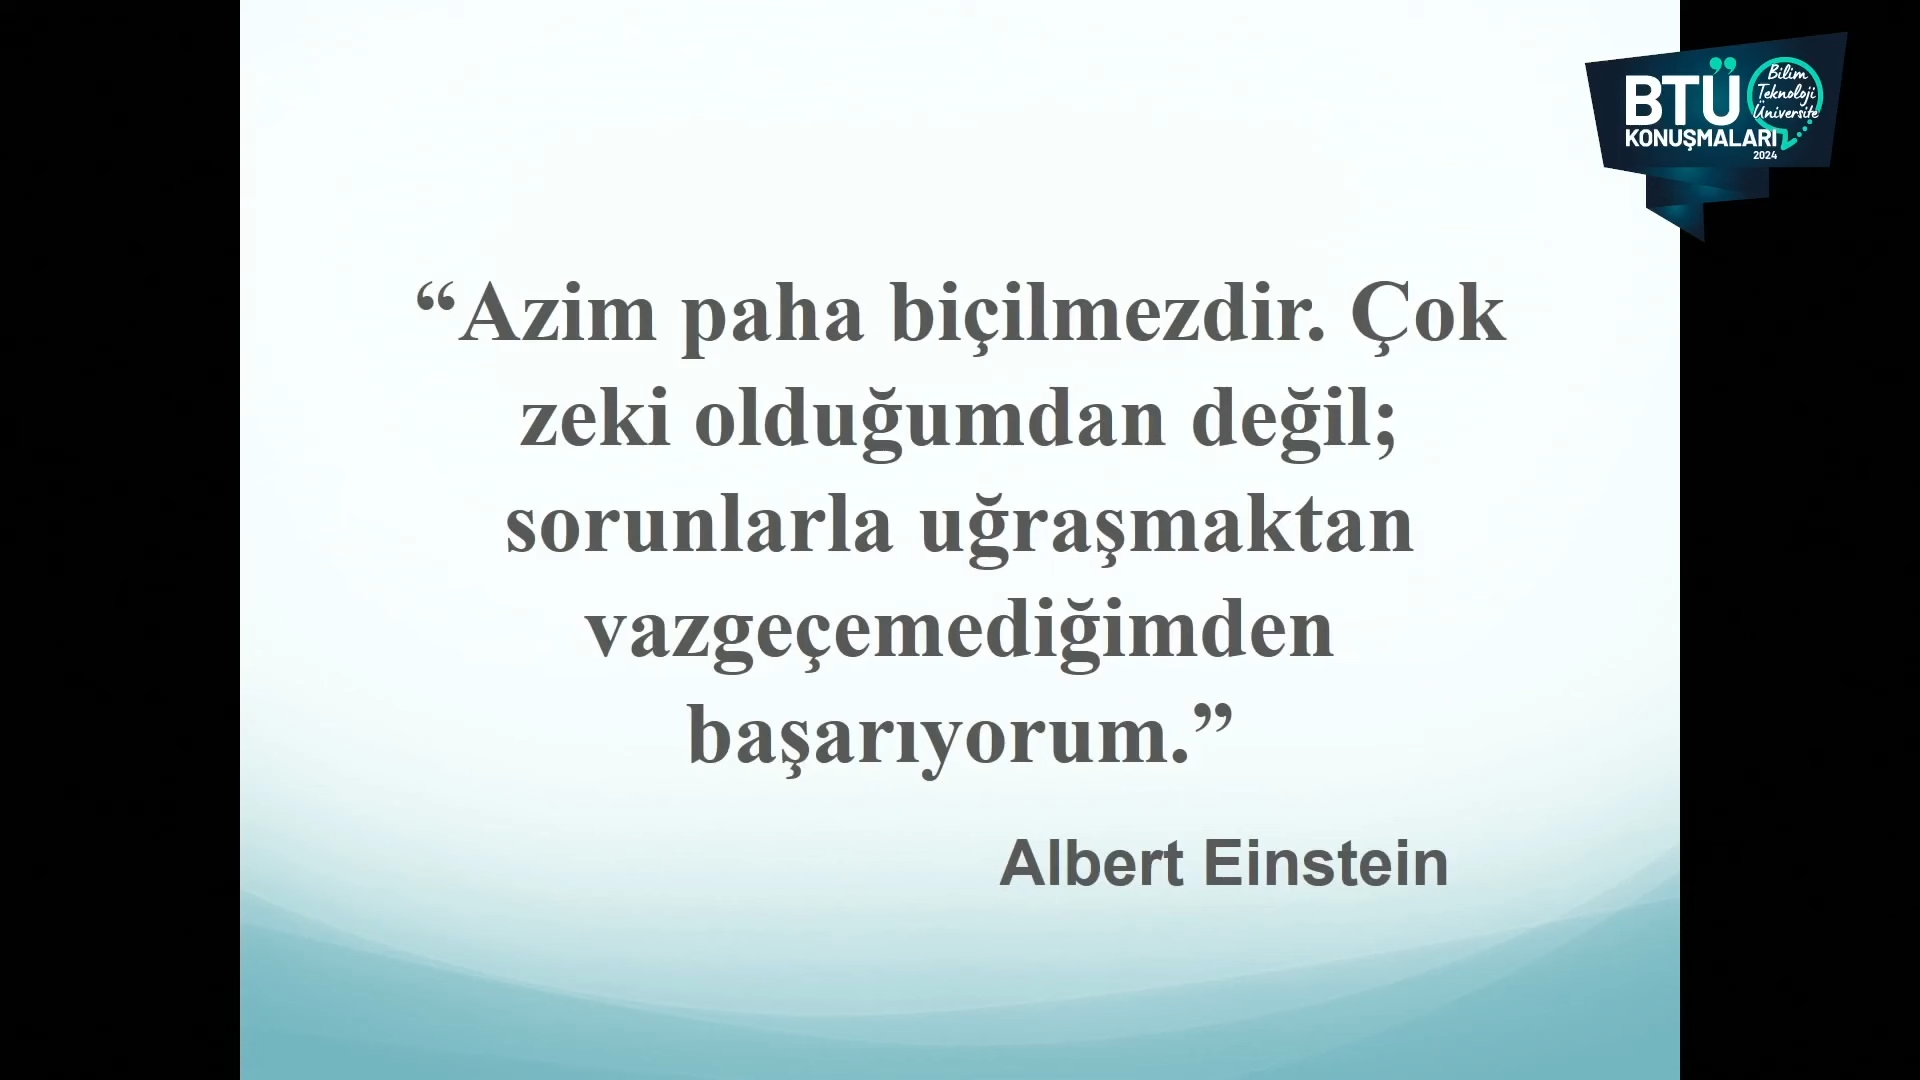 BTÜ
Bilim
Teknoloji
Üniversite
KONUŞMALARI
2024
“Azim paha biçilmezdir. Çok
zeki olduğumdan değil;
sorunlarla uğraşmaktan
vazgeçemediğimden
başarıyorum.”
Albert Einstein